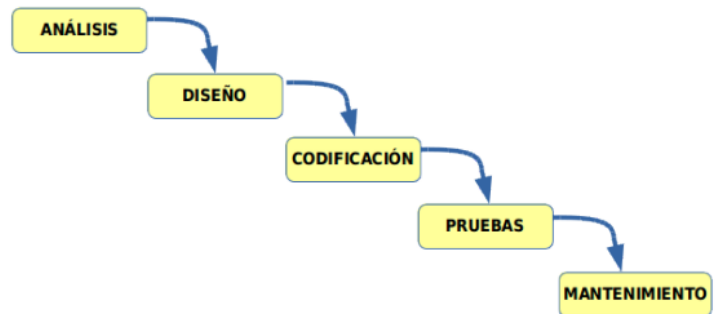 ANÁLISIS
DISEÑO
CODIFICACIÓN
PRUEBAS
MANTENIMIENTO